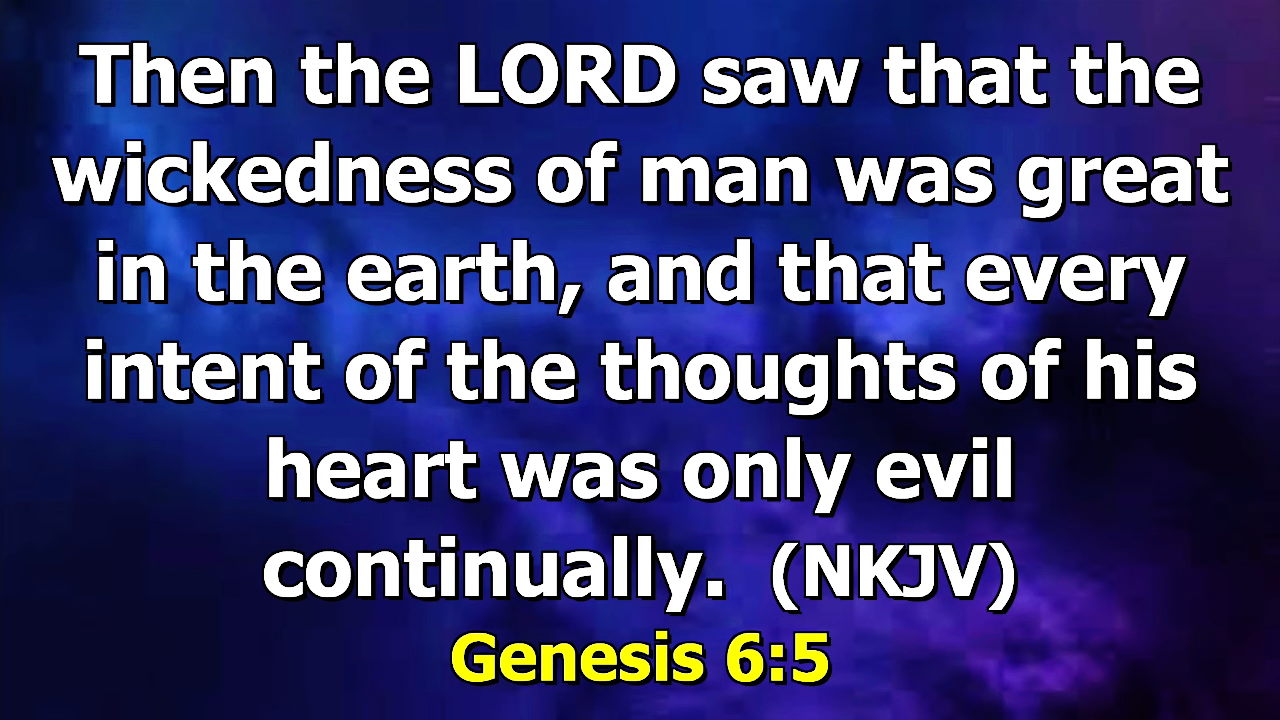 Then the LORD saw that the
wickedness of man was great
in the earth, and that every
intent of the thoughts of his
heart was only evil
continually.  (NKJV)
Genesis 6:5